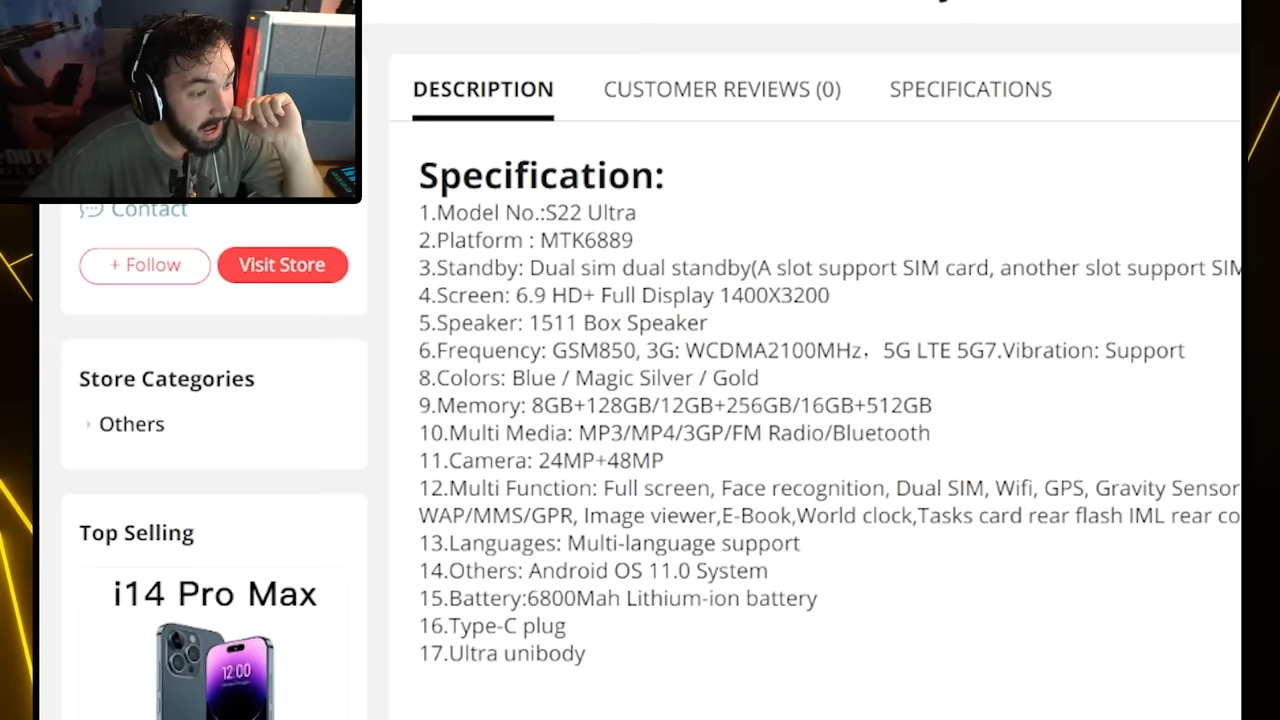 DESCRIPTION
CUSTOMER REVIEWS (0)
SPECIFICATIONS
Contact
+ Follow
Visit Store
Store Categories
Others
Top Selling
i14 Pro Max
12:00
Specification:
1.Model No.:S22 Ultra
2.Platform : MTK6889
3.Standby: Dual sim dual standby(A slot support SIM card, another slot support SIM
4.Screen: 6.9 HD+ Full Display 1400X3200
5.Speaker: 1511 Box Speaker
6.Frequency: GSM850, 3G: WCDMA2100MHz，5G LTE 5G7.Vibration: Support
8.Colors: Blue / Magic Silver / Gold
9.Memory: 8GB+128GB/12GB+256GB/16GB+512GB
10.Multi Media: MP3/MP4/3GP/FM Radio/Bluetooth
11.Camera: 24MP+48MP
12.Multi Function: Full screen, Face recognition, Dual SIM, Wifi, GPS, Gravity Sensor
WAP/MMS/GPR, Image viewer,E-Book,World clock,Tasks card rear flash IML rear co
13.Languages: Multi-language support
14.Others: Android OS 11.0 System
15.Battery:6800Mah Lithium-ion battery
16.Type-C plug
17.Ultra unibody